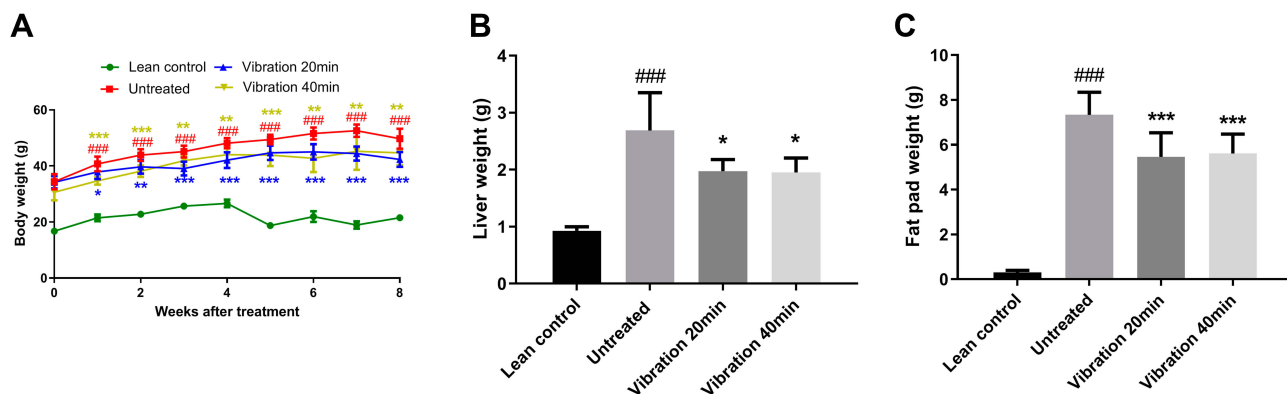 A
Lean control
Untreated
Vibration 20min
Vibration 40min
Body weight (g)
60
40
20
0
*** *** ** ** *** ** ** **
### ### ### ### ### ### ### ###
* ** *** *** *** *** *** ***
0 2 4 6 8
Weeks after treatment
B
Liver weight (g)
4
3
2
1
0
###
*
*
Lean control
Untreated
Vibration 20min
Vibration 40min
C
Fat pad weight (g)
10
8
6
4
2
0
###
***
***
Lean control
Untreated
Vibration 20min
Vibration 40min